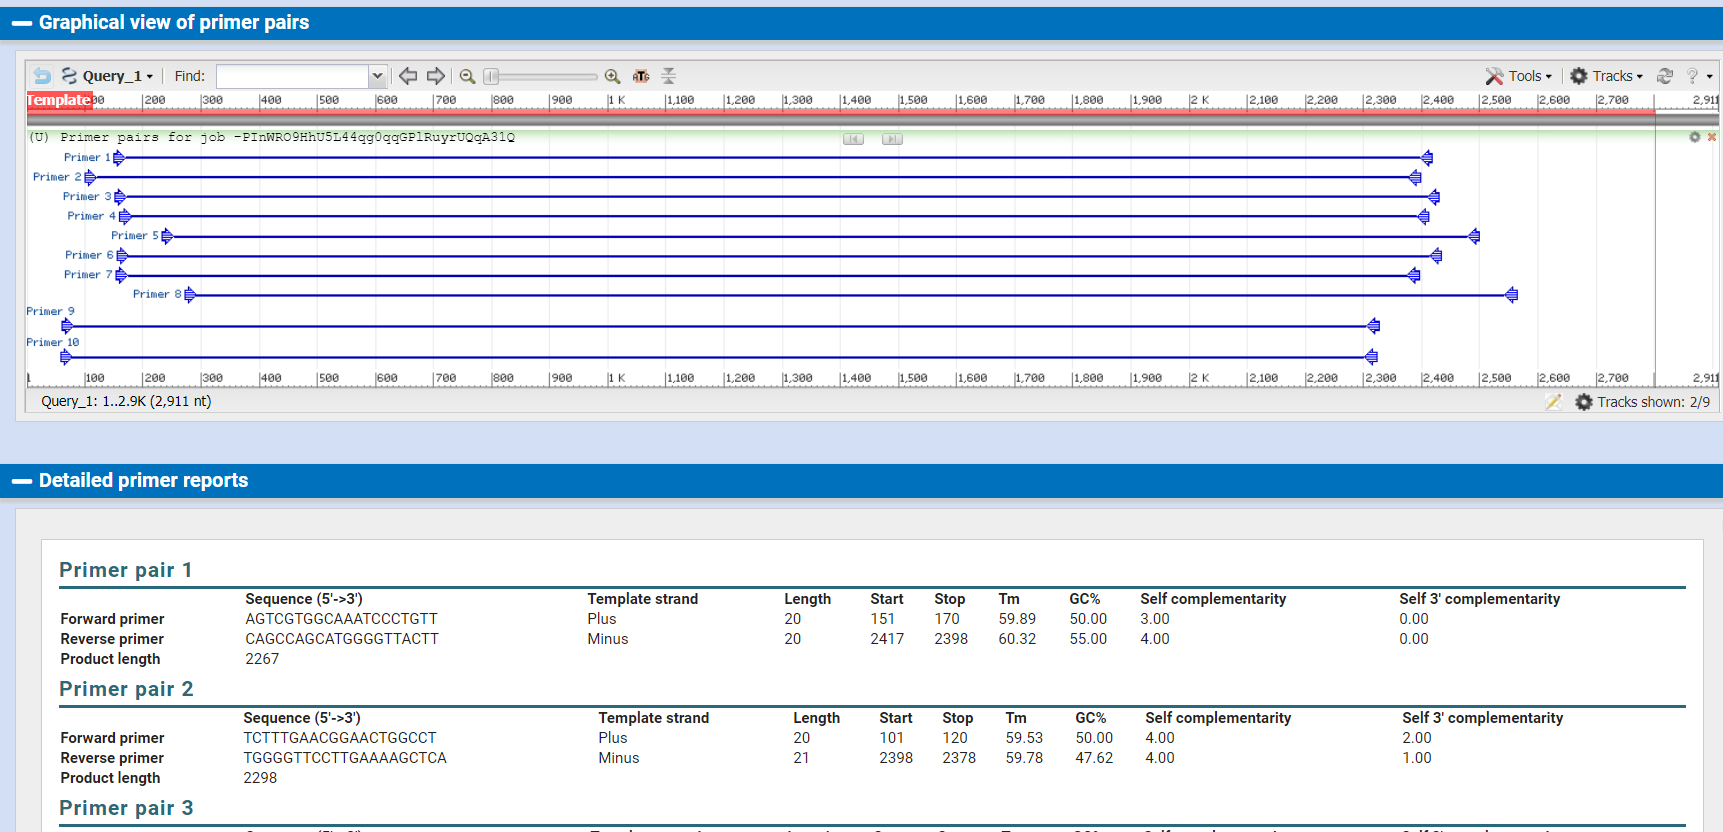 Graphical view of primer pairs
Query_1 Find: Tools Tracks ?
Template 00 200 300 400 500 600 700 800 900 1 K 1,100 1,200 1,300 1,400 1,500 1,600 1,700 1,800 1,900 2 K 2,100 2,200 2,300 2,400 2,500 2,600 2,700 2,911
(U) Primer pairs for job -PInWRO9HhU5L44qg0qqGPlRuyrUQqA31Q
Primer 1
Primer 2
Primer 3
Primer 4
Primer 5
Primer 6
Primer 7
Primer 8
Primer 9
Primer 10
1 100 200 300 400 500 600 700 800 900 1 K 1,100 1,200 1,300 1,400 1,500 1,600 1,700 1,800 1,900 2 K 2,100 2,200 2,300 2,400 2,500 2,600 2,700 2,911
Query_1: 1..2.9K (2,911 nt) Tracks shown: 2/9
Detailed primer reports
Primer pair 1
Sequence (5'->3') Template strand Length Start Stop Tm GC% Self complementarity Self 3' complementarity
Forward primer AGTCGTGGCAAATCCCTGTT Plus 20 151 170 59.89 50.00 3.00 0.00
Reverse primer CAGCCAGCATGGGGTTACTT Minus 20 2417 2398 60.32 55.00 4.00 0.00
Product length 2267
Primer pair 2
Sequence (5'->3') Template strand Length Start Stop Tm GC% Self complementarity Self 3' complementarity
Forward primer TCTTTGAACGGAACTGGCCT Plus 20 101 120 59.53 50.00 4.00 2.00
Reverse primer TGGGGTTCCTTGAAAAGCTCA Minus 21 2398 2378 59.78 47.62 4.00 1.00
Product length 2298
Primer pair 3